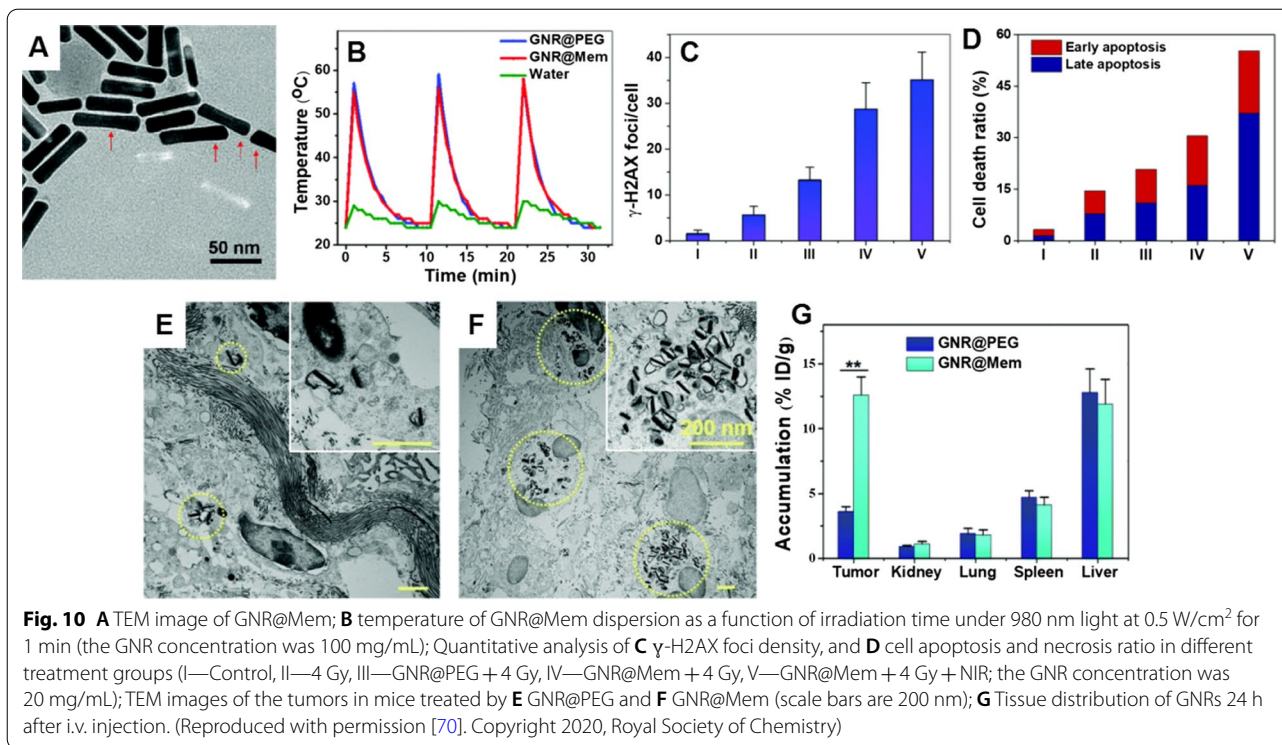 A
50 nm
B
GNR@PEG
GNR@Mem
Water
Temperature (⁰C)
60
50
40
30
20
0 5 10 15 20 25 30
Time (min)
C
γ-H2AX foci/cell
40
30
20
10
0
I II III IV V
D
Early apoptosis
Late apoptosis
Cell death ratio (%)
60
45
30
15
0
I II III IV V
E
F
200 nm
G
GNR@PEG
GNR@Mem
**
Accumulation (% ID/g)
15
10
5
0
Tumor Kidney Lung Spleen Liver
Fig. 10 A TEM image of GNR@Mem; B temperature of GNR@Mem dispersion as a function of irradiation time under 980 nm light at 0.5 W/cm² for
1 min (the GNR concentration was 100 mg/mL); Quantitative analysis of C γ-H2AX foci density, and D cell apoptosis and necrosis ratio in different
treatment groups (I—Control, II—4 Gy, III—GNR@PEG + 4 Gy, IV—GNR@Mem + 4 Gy, V—GNR@Mem + 4 Gy + NIR; the GNR concentration was
20 mg/mL); TEM images of the tumors in mice treated by E GNR@PEG and F GNR@Mem (scale bars are 200 nm); G Tissue distribution of GNRs 24 h
after i.v. injection. (Reproduced with permission [70]. Copyright 2020, Royal Society of Chemistry)